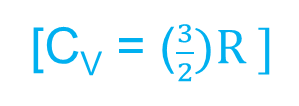 [C_V = (3/2)R ]